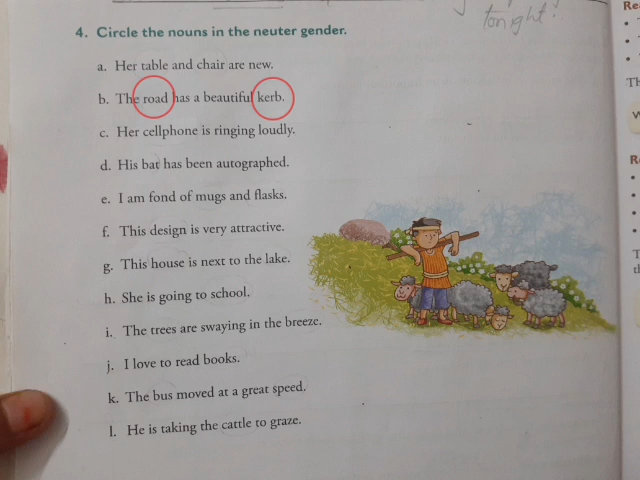 tonight!
4. Circle the nouns in the neuter gender.
a. Her table and chair are new.
b. The road has a beautiful kerb.
c. Her cellphone is ringing loudly.
d. His bat has been autographed.
e. I am fond of mugs and flasks.
f. This design is very attractive.
g. This house is next to the lake.
h. She is going to school.
i. The trees are swaying in the breeze.
j. I love to read books.
k. The bus moved at a great speed.
l. He is taking the cattle to graze.